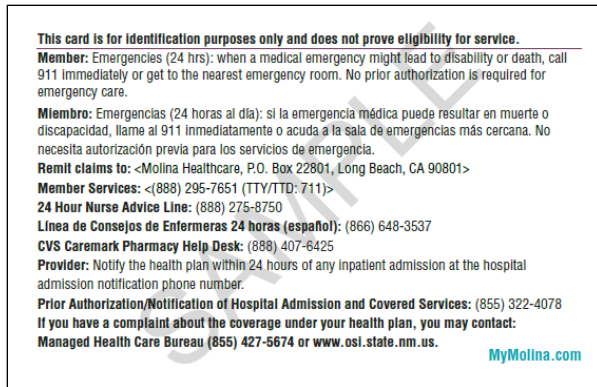 This card is for identification purposes only and does not prove eligibility for service.
Member: Emergencies (24 hrs): when a medical emergency might lead to disability or death, call
911 immediately or get to the nearest emergency room. No prior authorization is required for
emergency care.
Miembro: Emergencias (24 horas al día): si la emergencia médica puede resultar en muerte o
discapacidad, llame al 911 inmediatamente o acuda a la sala de emergencias más cercana. No
necesita autorización previa para los servicios de emergencia.
Remit claims to: <Molina Healthcare, P.O. Box 22801, Long Beach, CA 90801>
Member Services: <(888) 295-7651 (TTY/TTD: 711)>
24 Hour Nurse Advice Line: (888) 275-8750
Línea de Consejos de Enfermeras 24 horas (español): (866) 648-3537
CVS Caremark Pharmacy Help Desk: (888) 407-6425
Provider: Notify the health plan within 24 hours of any inpatient admission at the hospital
admission notification phone number.
Prior Authorization/Notification of Hospital Admission and Covered Services: (855) 322-4078
If you have a complaint about the coverage under your health plan, you may contact:
Managed Health Care Bureau (855) 427-5674 or www.osi.state.nm.us.
MyMolina.com
SAMPLE